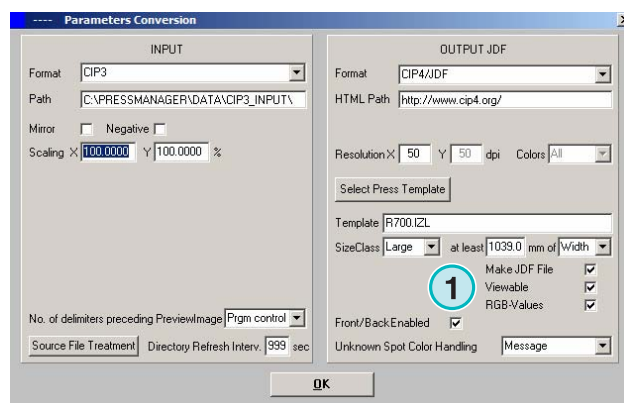 ---- Parameters Conversion
INPUT
Format CIP3
Path C:\PRESSMANAGER\DATA\CIP3_INPUT\
Mirror Negative
Scaling X 100.0000 Y 100.0000 %
No. of delimiters preceding PreviewImage Prgm control
Source File Treatment Directory Refresh Interv. 999 sec
OUTPUT JDF
Format CIP4/JDF
HTML Path http://www.cip4.org/
Resolution X 50 Y 50 dpi Colors All
Select Press Template
Template R700.IZL
SizeClass Large at least 1039.0 mm of Width
Make JDF File
1 Viewable
RGB-Values
Front/Back Enabled
Unknown Spot Color Handling Message
OK